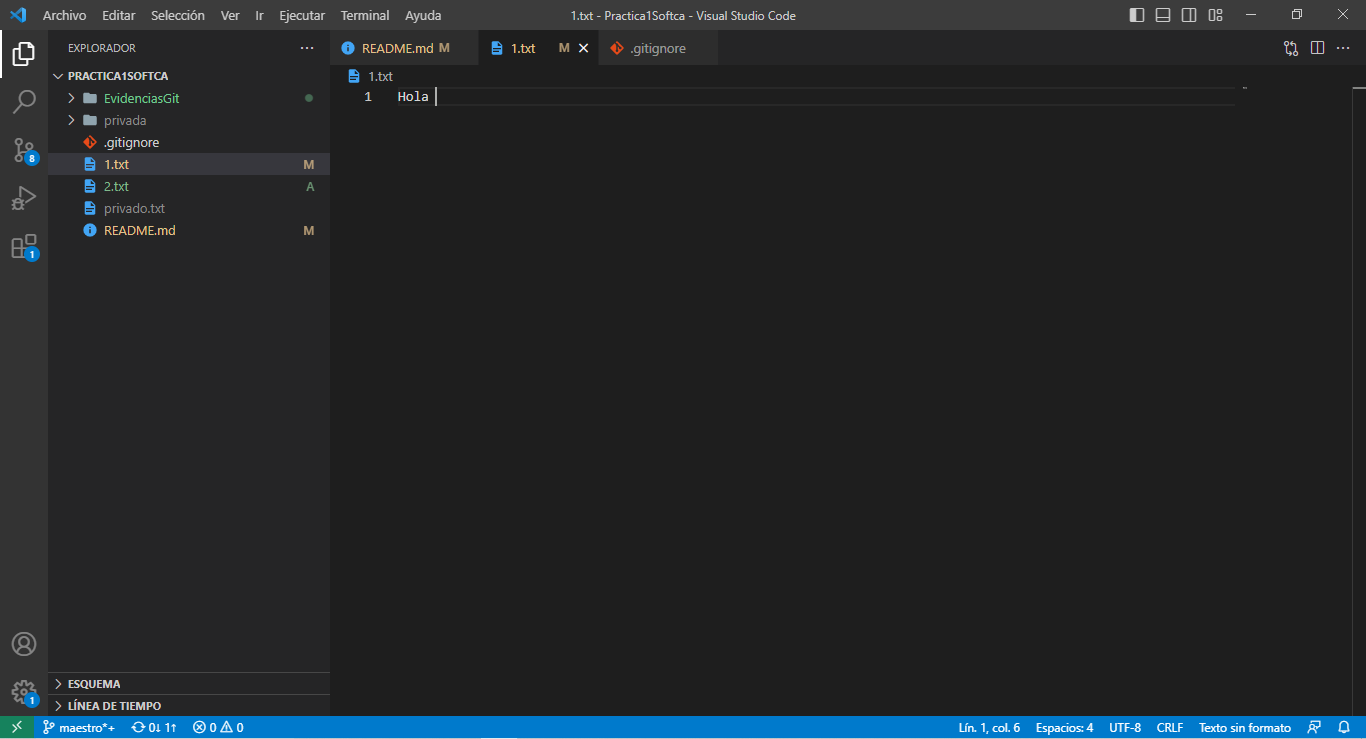 Archivo Editar Selección Ver Ir Ejecutar Terminal Ayuda 1.txt - Practica1Softca - Visual Studio Code
EXPLORADOR
README.md M 1.txt M .gitignore
PRACTICA1SOFTCA
1.txt
EvidenciasGit
1 Hola
privada
.gitignore
8
1.txt M
2.txt A
privado.txt
README.md M
1
ESQUEMA
1
LÍNEA DE TIEMPO
maestro*+ 0↓ 1↑ 0 0 Lín. 1, col. 6 Espacios: 4 UTF-8 CRLF Texto sin formato